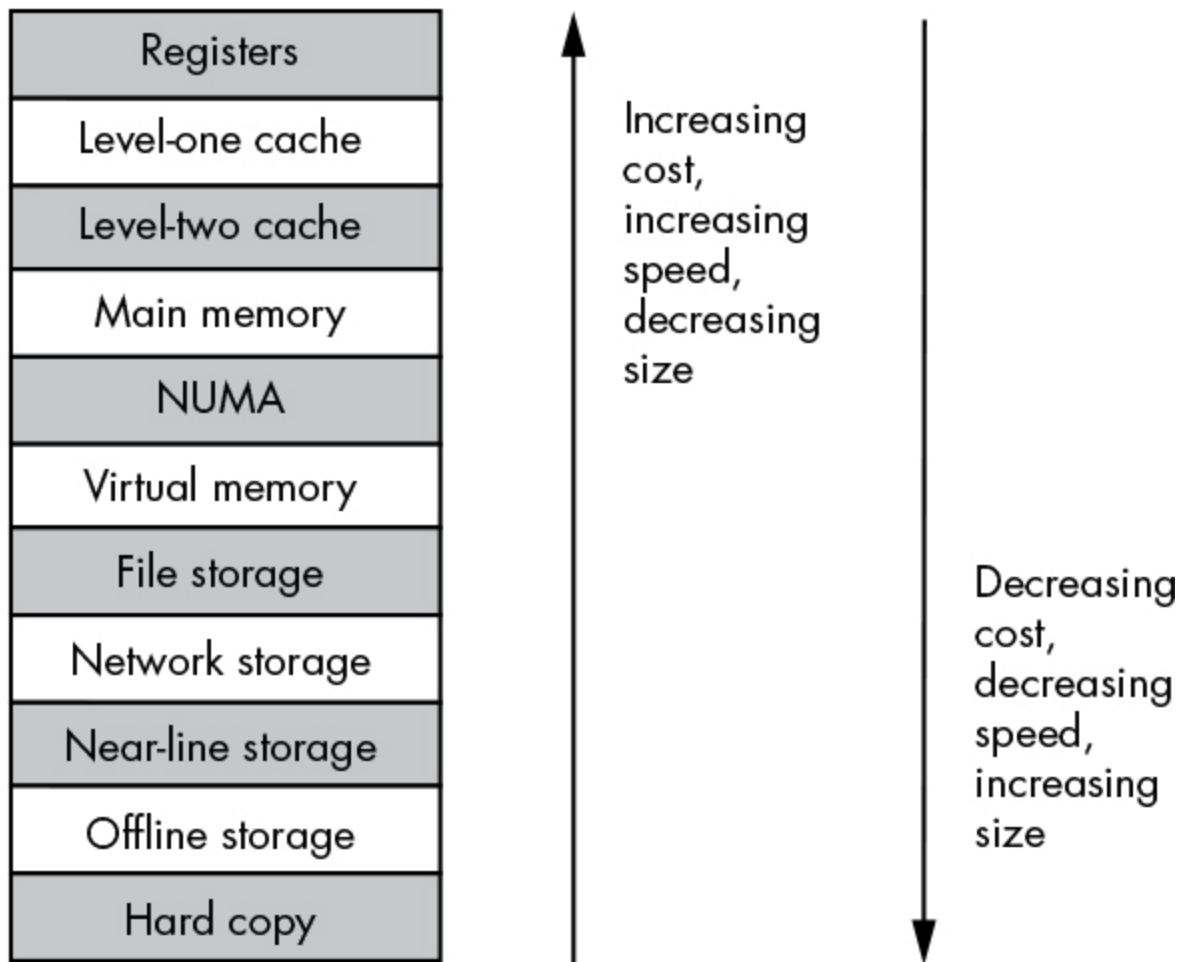 Registers
Level-one cache
Level-two cache
Main memory
NUMA
Virtual memory
File storage
Network storage
Near-line storage
Offline storage
Hard copy
Increasing
cost,
increasing
speed,
decreasing
size
Decreasing
cost,
decreasing
speed,
increasing
size